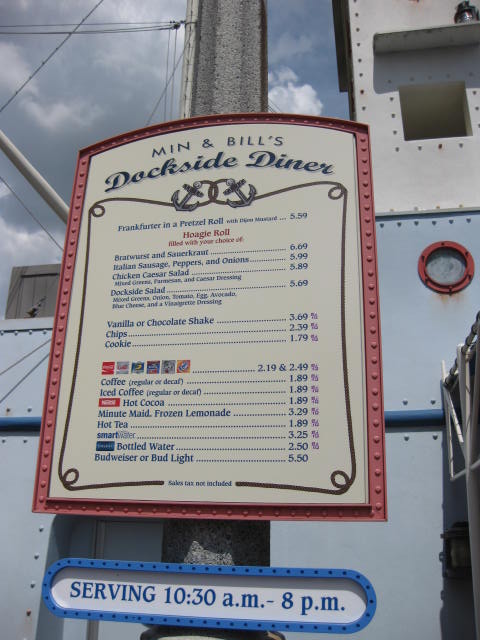 MIN & BILL'S
Dockside Diner
Frankfurter in a Pretzel Roll with Dijon Mustard ... 5.59
Hoagie Roll
filled with your choice of:
Bratwurst and Sauerkraut ... 6.69
Italian Sausage, Peppers, and Onions ... 5.99
Chicken Caesar Salad ... 5.89
Mixed Greens, Parmesan, and Caesar Dressing
Dockside Salad ... 5.69
Mixed Greens, Onion, Tomato, Egg, Avocado,
Blue Cheese, and a Vinaigrette Dressing
Vanilla or Chocolate Shake ... 3.69
Chips ... 2.39
Cookie ... 1.79
... 2.19 & 2.49
Coffee (regular or decaf) ... 1.89
Iced Coffee (regular or decaf) ... 1.89
Hot Cocoa ... 1.89
Minute Maid. Frozen Lemonade ... 3.29
Hot Tea ... 1.89
smartwater ... 3.25
Bottled Water ... 2.50
Budweiser or Bud Light ... 5.50
Sales tax not included
SERVING 10:30 a.m.- 8 p.m.